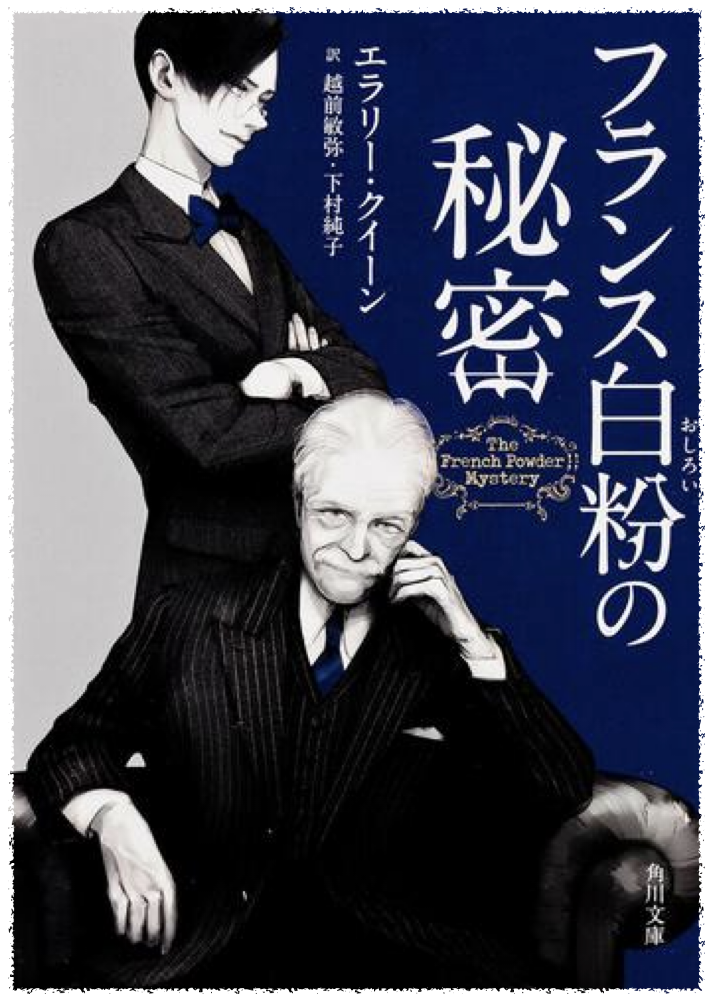 フランス白粉の
おしろい
秘密
The
French Powder
Mystery
エラリー・クイーン
訳 越前敏弥・下村純子
角川文庫